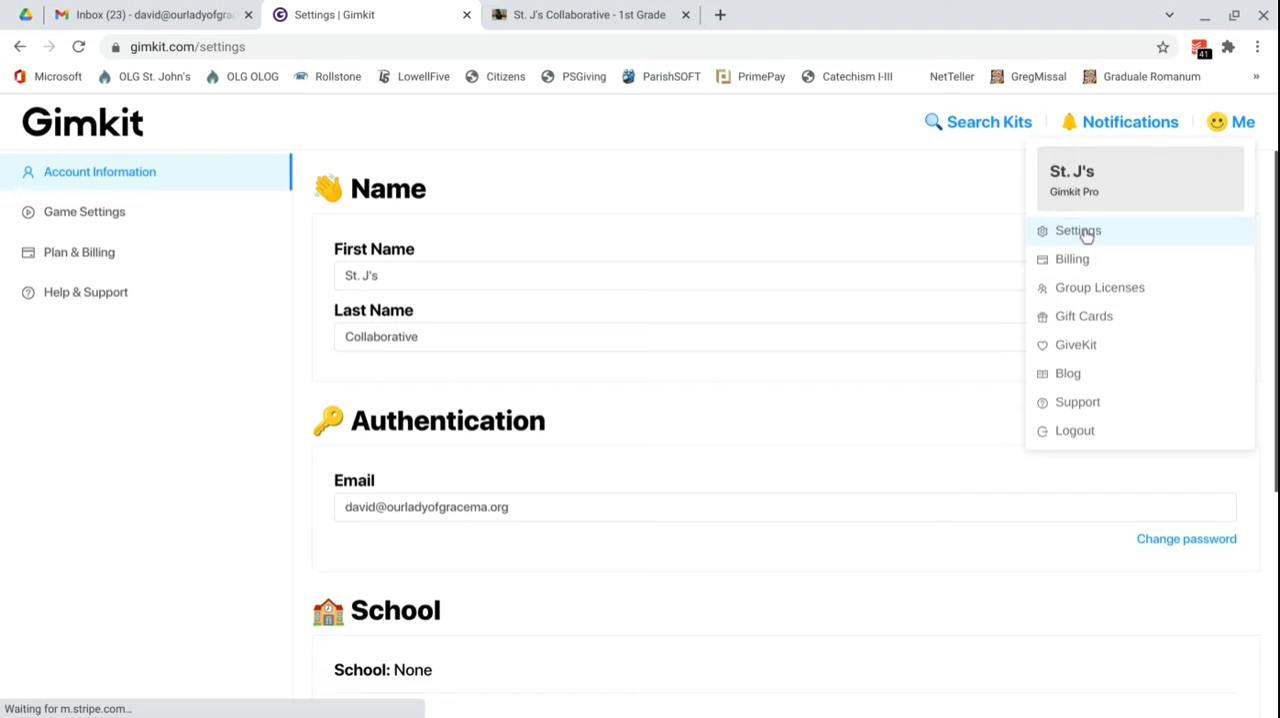 Inbox (23) - david@ourladyofgra
Settings | Gimkit
St. J's Collaborative - 1st Grade
gimkit.com/settings
41
Microsoft
OLG St. John's
OLG OLOG
Rollstone
LowellFive
Citizens
PSGiving
ParishSOFT
PrimePay
Catechism I-III
NetTeller
GregMissal
Graduale Romanum
»
Gimkit
Search Kits
Notifications
Me
Account Information
Game Settings
Plan & Billing
Help & Support
Name
First Name
St. J's
Last Name
Collaborative
Authentication
Email
david@ourladyofgracema.org
Change password
School
School: None
St. J's
Gimkit Pro
Settings
Billing
Group Licenses
Gift Cards
GiveKit
Blog
Support
Logout
Waiting for m.stripe.com...